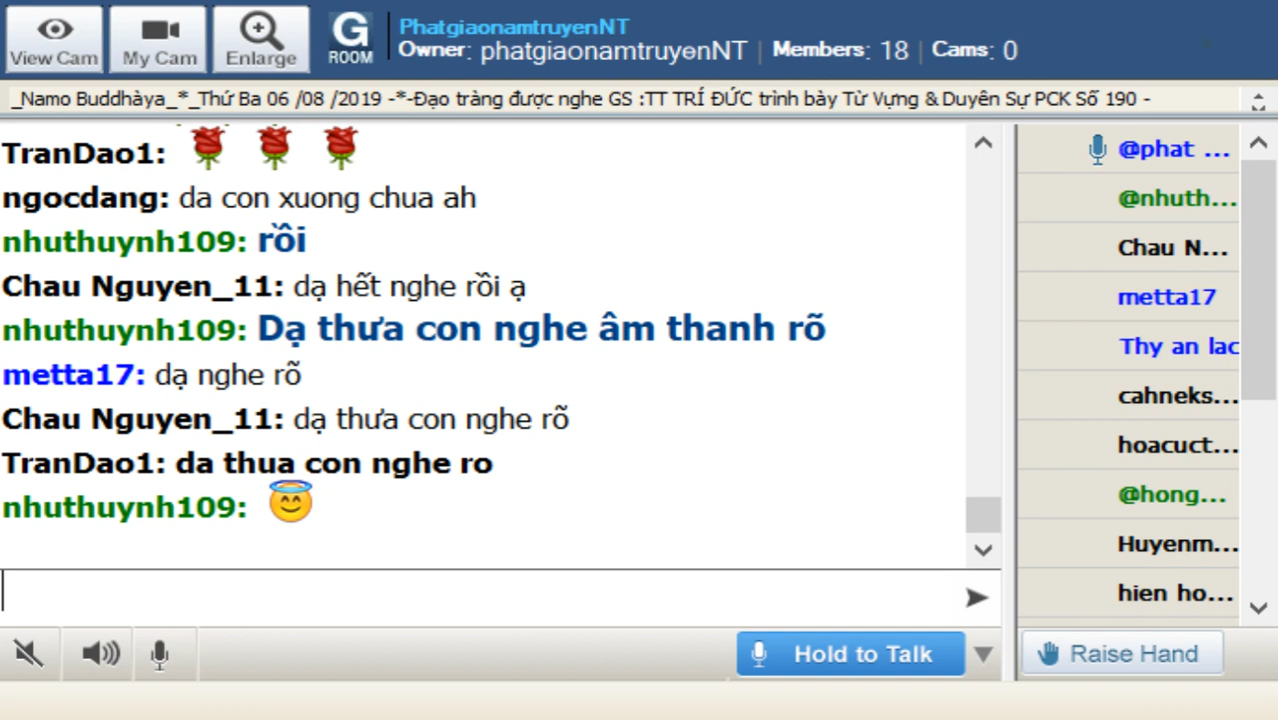 View Cam
My Cam
Enlarge
G
ROOM
PhatgiaonamtruyenNT
Owner: phatgiaonamtruyenNT | Members: 18 | Cams: 0
_Namo Buddhàya_*_Thứ Ba 06 /08 /2019 -*-Đạo tràng được nghe GS :TT TRÍ ĐỨC trình bày Từ Vựng & Duyên Sự PCK Số 190 -
TranDao1:
ngocdang: da con xuong chua ah
nhuthuynh109: rồi
Chau Nguyen_11: dạ hết nghe rồi ạ
nhuthuynh109: Dạ thưa con nghe âm thanh rõ
metta17: dạ nghe rõ
Chau Nguyen_11: dạ thưa con nghe rõ
TranDao1: da thua con nghe ro
nhuthuynh109:
@phat ...
@nhuth...
Chau N...
metta17
Thy an lac
cahneks...
hoacuct...
@hong...
Huyenm...
hien ho...
Hold to Talk
Raise Hand